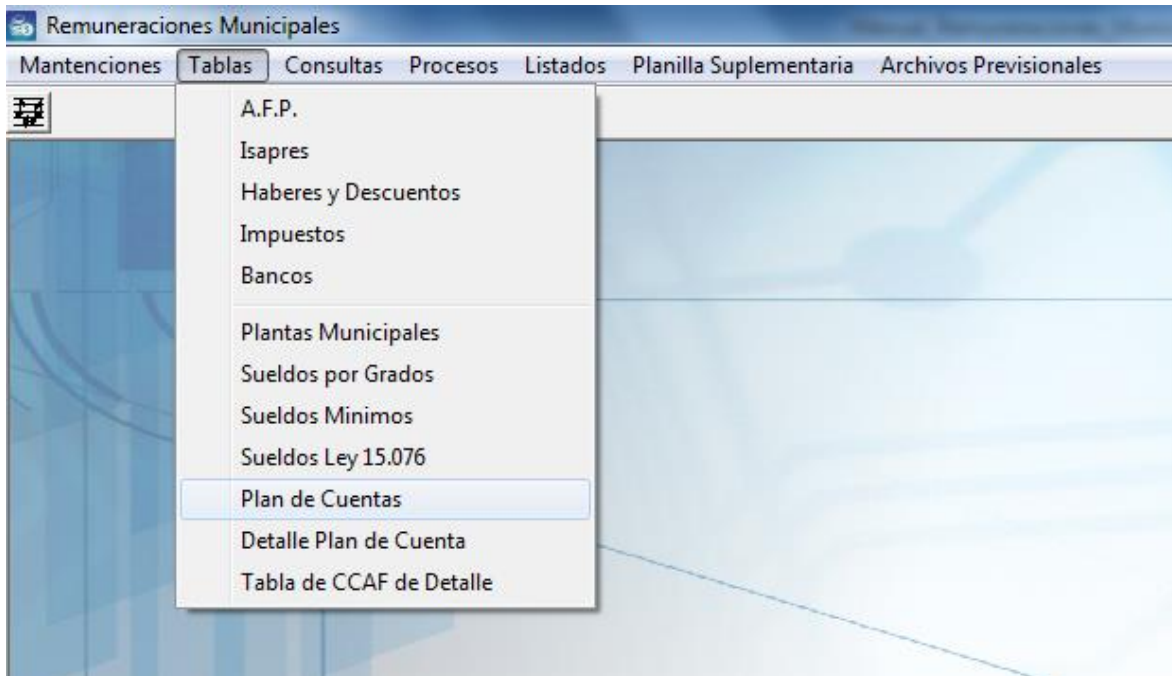 Remuneraciones Municipales
Mantenciones Tablas Consultas Procesos Listados Planilla Suplementaria Archivos Previsionales
A.F.P.
Isapres
Haberes y Descuentos
Impuestos
Bancos
Plantas Municipales
Sueldos por Grados
Sueldos Minimos
Sueldos Ley 15.076
Plan de Cuentas
Detalle Plan de Cuenta
Tabla de CCAF de Detalle